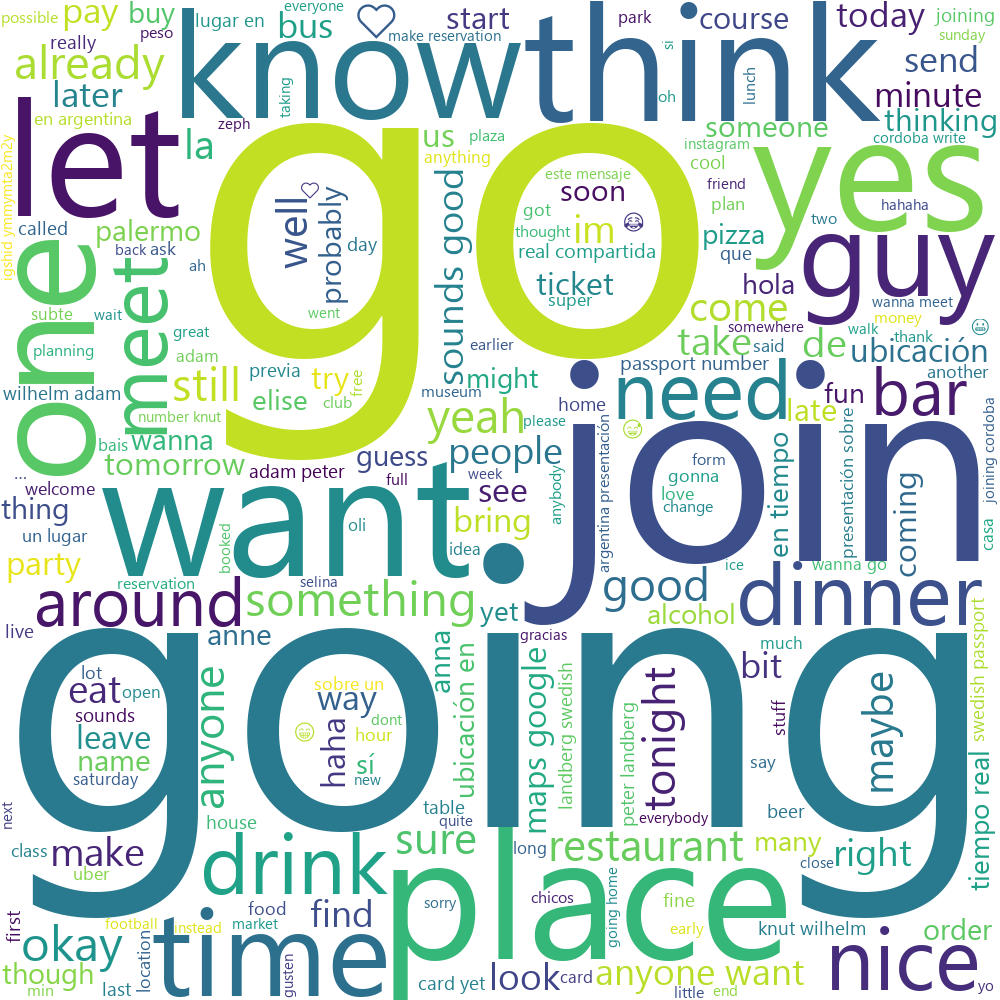 possible
everyone
pay
buy
lugar en
bus
make reservation
start
course
park
today
joining
really
peso
know
think
sunday
already
taking
si
oh
lunch
send
later
minute
en argentina
zeph
let
go
us
plaza
someone
thinking
la
anything
instagram
cordoba write
yes
cool
igshid ymmymta2m2y
este mensaje
soon
friend
plan
two
hahaha
called
palermo
well
probably
got
thought
im
pizza
que
guy
back
ask
day
real compartida
ah
one
meet
sounds good
ticket
super
hola
wanna meet
subte
wait
went
come
money
somewhere
great
earlier
walk
thank
planning
adam
take
said
de
ubicación
wilhelm adam
still
previa
try
free
museum
might
passport number
another
elise
club
home
need
fun
bar
number knut
yeah
please
late
bais
wanna
people
tomorrow
adam peter
guess
week
form
gonna
love
change
join
...
welcome
full
see
anybody
argentina presentación
en tiempo
presentación sobre
coming
joining cordoba
casa
thing
want
bring
un lugar
booked
oli
idea
ice
wanna go
party
reservation
selina
good
dinner
around
something
yet
alcohol
live
anne
gracias
much
going
lot
eat
open
sounds
leave
name
saturday
anyone
sobre un
way
dont
hour
haha
sí
new
anna
ubicación en
maps google
landberg swedish
peter landberg
tonight
bit
stuff
maybe
swedish passport
say
everybody
tiempo real
next
house
table
quite
beer
class
make
uber
drink
sure
place
long
restaurant
many
close
right
first
food
find
sorry
chicos
going home
fine
football
instead
market
early
knut wilhelm
order
okay
location
time
nice
though
min
last
gusten
card yet
look
card
anyone want
little
end
yo